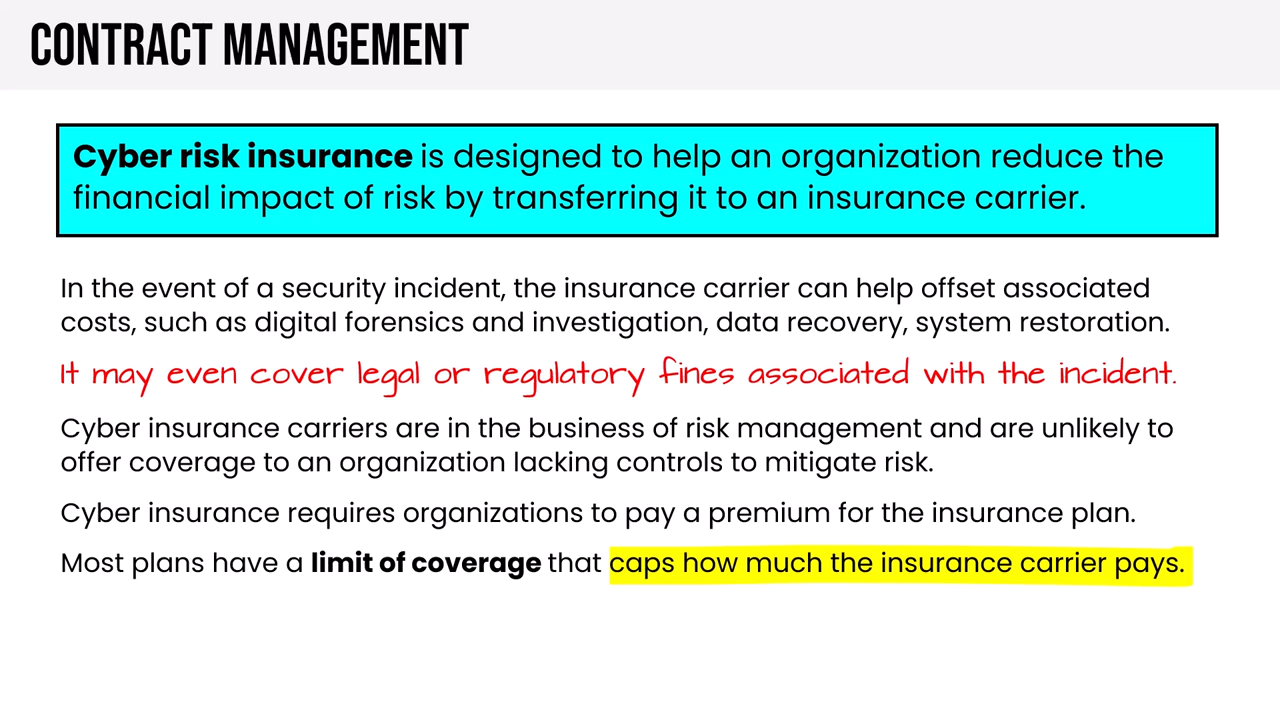 CONTRACT MANAGEMENT
Cyber risk insurance is designed to help an organization reduce the
financial impact of risk by transferring it to an insurance carrier.
In the event of a security incident, the insurance carrier can help offset associated
costs, such as digital forensics and investigation, data recovery, system restoration.
It may even cover legal or regulatory fines associated with the incident.
Cyber insurance carriers are in the business of risk management and are unlikely to
offer coverage to an organization lacking controls to mitigate risk.
Cyber insurance requires organizations to pay a premium for the insurance plan.
Most plans have a limit of coverage that caps how much the insurance carrier pays.